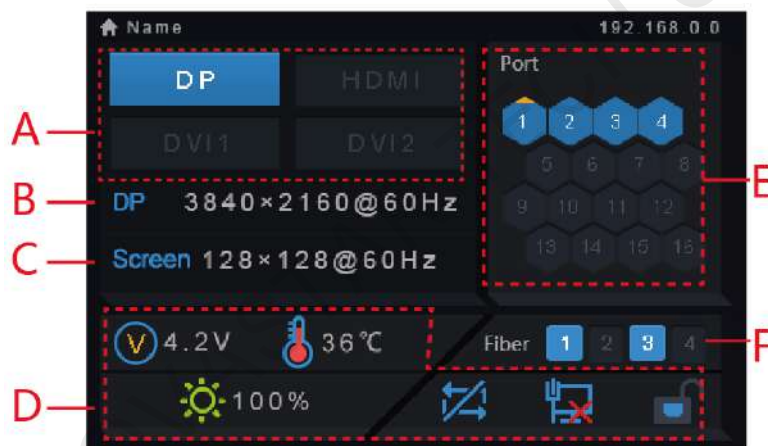 Name 192.168.0.0
DP HDMI
DVI1 DVI2
DP 3840×2160@60Hz
Screen 128×128@60Hz
Port
1 2 3 4
5 6 7 8
9 10 11 12
13 14 15 16
V 4.2V 36℃
Fiber 1 2 3 4
100%
A
B
C
D
E
F